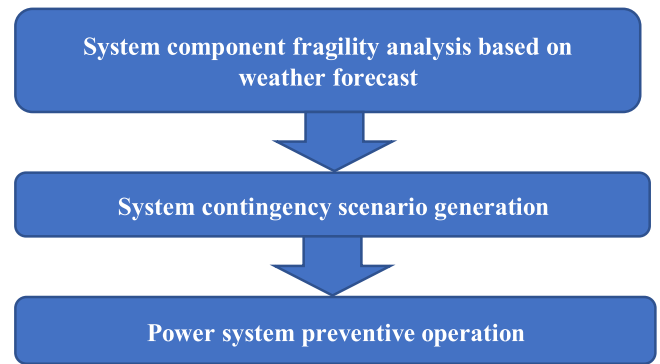 System component fragility analysis based on
weather forecast
System contingency scenario generation
Power system preventive operation